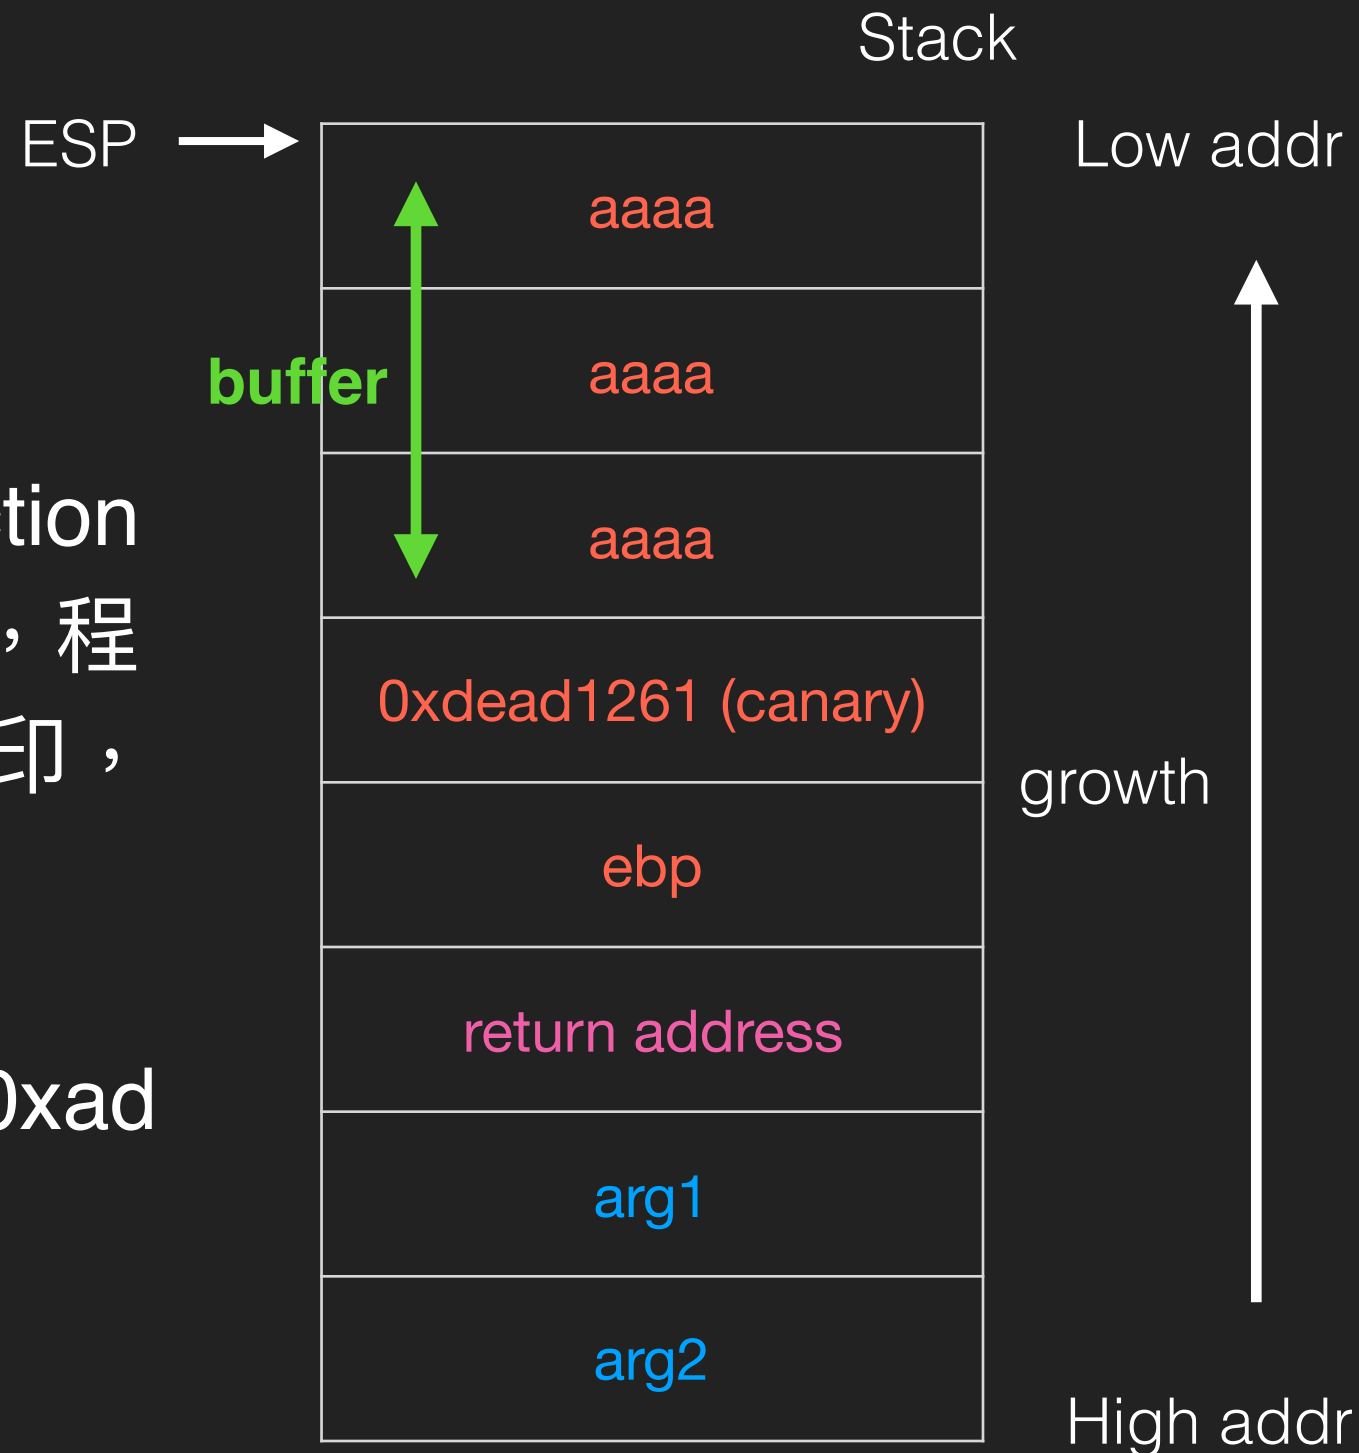 Stack
ESP
Low addr
aaaa
buffer
aaaa
tion
aaaa
，程
印，
0xdead1261 (canary)
growth
ebp
return address
0xad
arg1
arg2
High addr